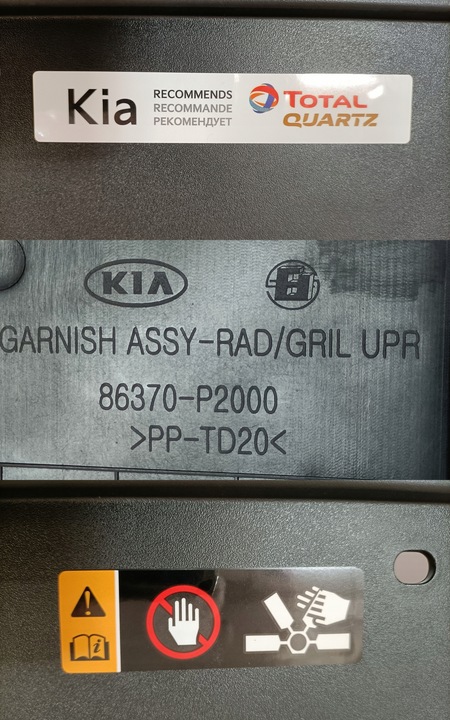 Kia
RECOMMENDS
RECOMMANDE
РЕКОМЕНДУЕТ
TOTAL
QUARTZ
KIA
GARNISH ASSY-RAD/GRIL UPR
86370-P2000
>PP-TD20<